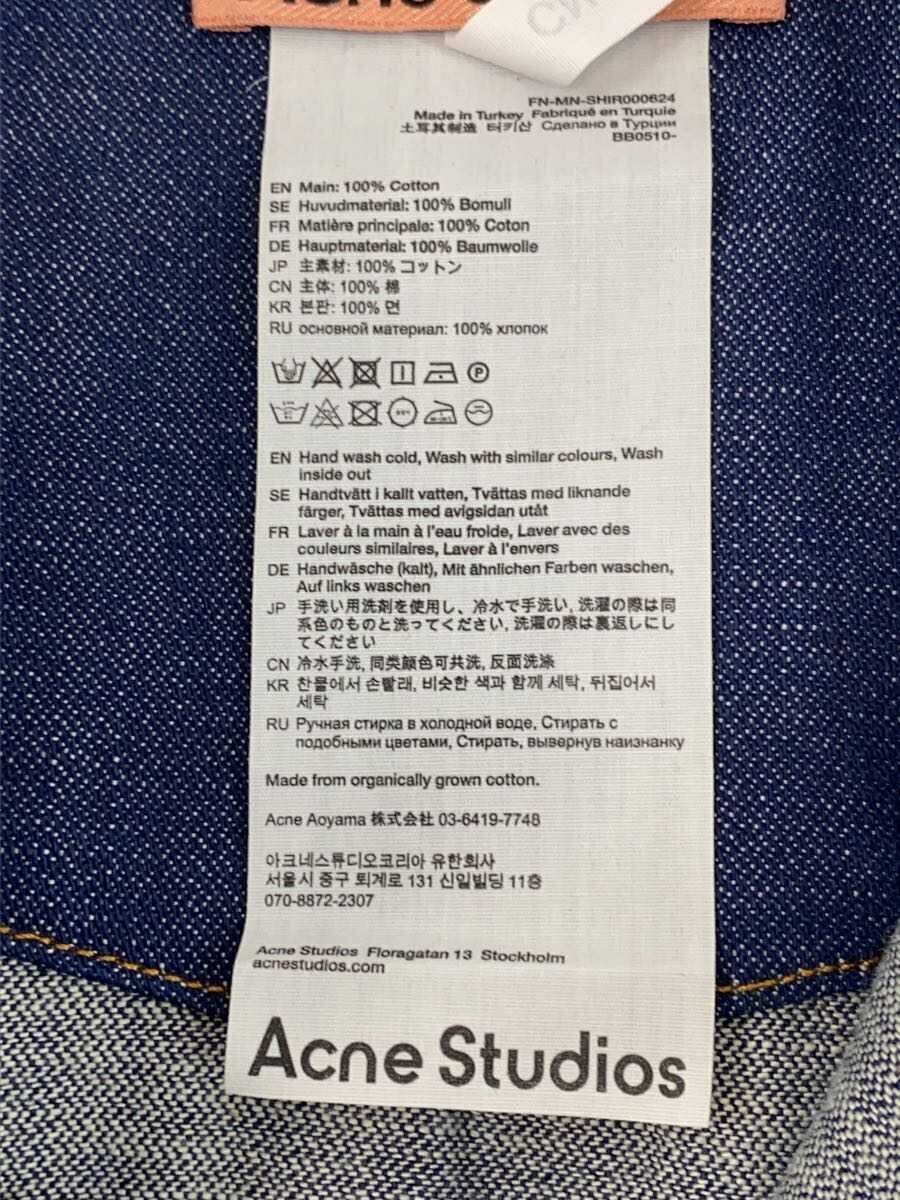 FN-MN-SHIR000624
Made in Turkey Fabriqué en Turquie
土耳其制造 터키산 Сделано в Турции
BB0510-
EN Main: 100% Cotton
SE Huvudmaterial: 100% Bomull
FR Matière principale: 100% Coton
DE Hauptmaterial: 100% Baumwolle
JP 主素材: 100% コットン
CN 主体: 100% 棉
KR 본판: 100% 면
RU основной материал: 100% хлопок
EN Hand wash cold, Wash with similar colours, Wash
inside out
SE Handtvätt i kallt vatten, Tvättas med liknande
färger, Tvättas med avigsidan utåt
FR Laver à la main à l'eau froide, Laver avec des
couleurs similaires, Laver à l'envers
DE Handwäsche (kalt), Mit ähnlichen Farben waschen,
Auf links waschen
JP 手洗い用洗剤を使用し、冷水で手洗い, 洗濯の際は同
系色のものと洗ってください, 洗濯の際は裏返しにし
てください
CN 冷水手洗, 同类颜色可共洗, 反面洗涤
KR 찬물에서 손빨래, 비슷한 색과 함께 세탁, 뒤집어서
세탁
RU Ручная стирка в холодной воде, Стирать с
подобными цветами, Стирать, вывернув наизнанку
Made from organically grown cotton.
Acne Aoyama 株式会社 03-6419-7748
아크네스튜디오코리아 유한회사
서울시 중구 퇴계로 131 신일빌딩 11층
070-8872-2307
Acne Studios Floragatan 13 Stockholm
acnestudios.com
Acne Studios